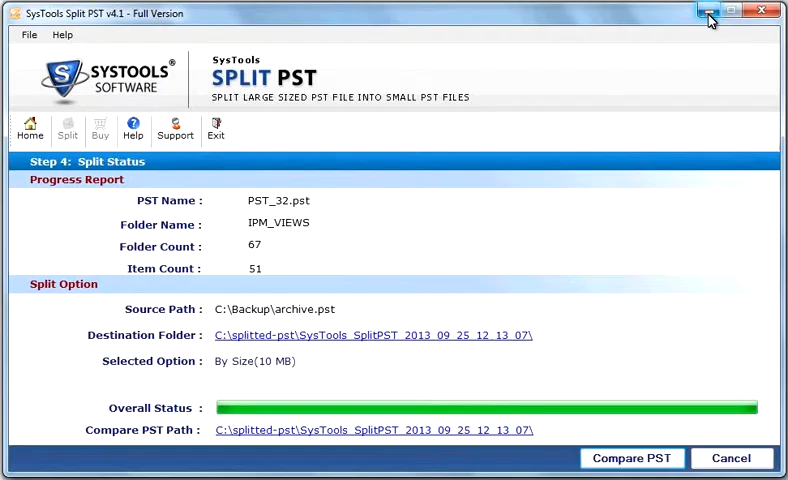 SysTools Split PST v4.1 - Full Version
File Help
SYSTOOLS® SOFTWARE
SysTools
SPLIT PST
SPLIT LARGE SIZED PST FILE INTO SMALL PST FILES
Home Split Buy Help Support Exit
Step 4: Split Status
Progress Report
PST Name : PST_32.pst
Folder Name : IPM_VIEWS
Folder Count : 67
Item Count : 51
Split Option
Source Path : C:\Backup\archive.pst
Destination Folder : C:\splitted-pst\SysTools_SplitPST_2013_09_25_12_13_07\
Selected Option : By Size(10 MB)
Overall Status :
Compare PST Path : C:\splitted-pst\SysTools_SplitPST_2013_09_25_12_13_07\
Compare PST Cancel